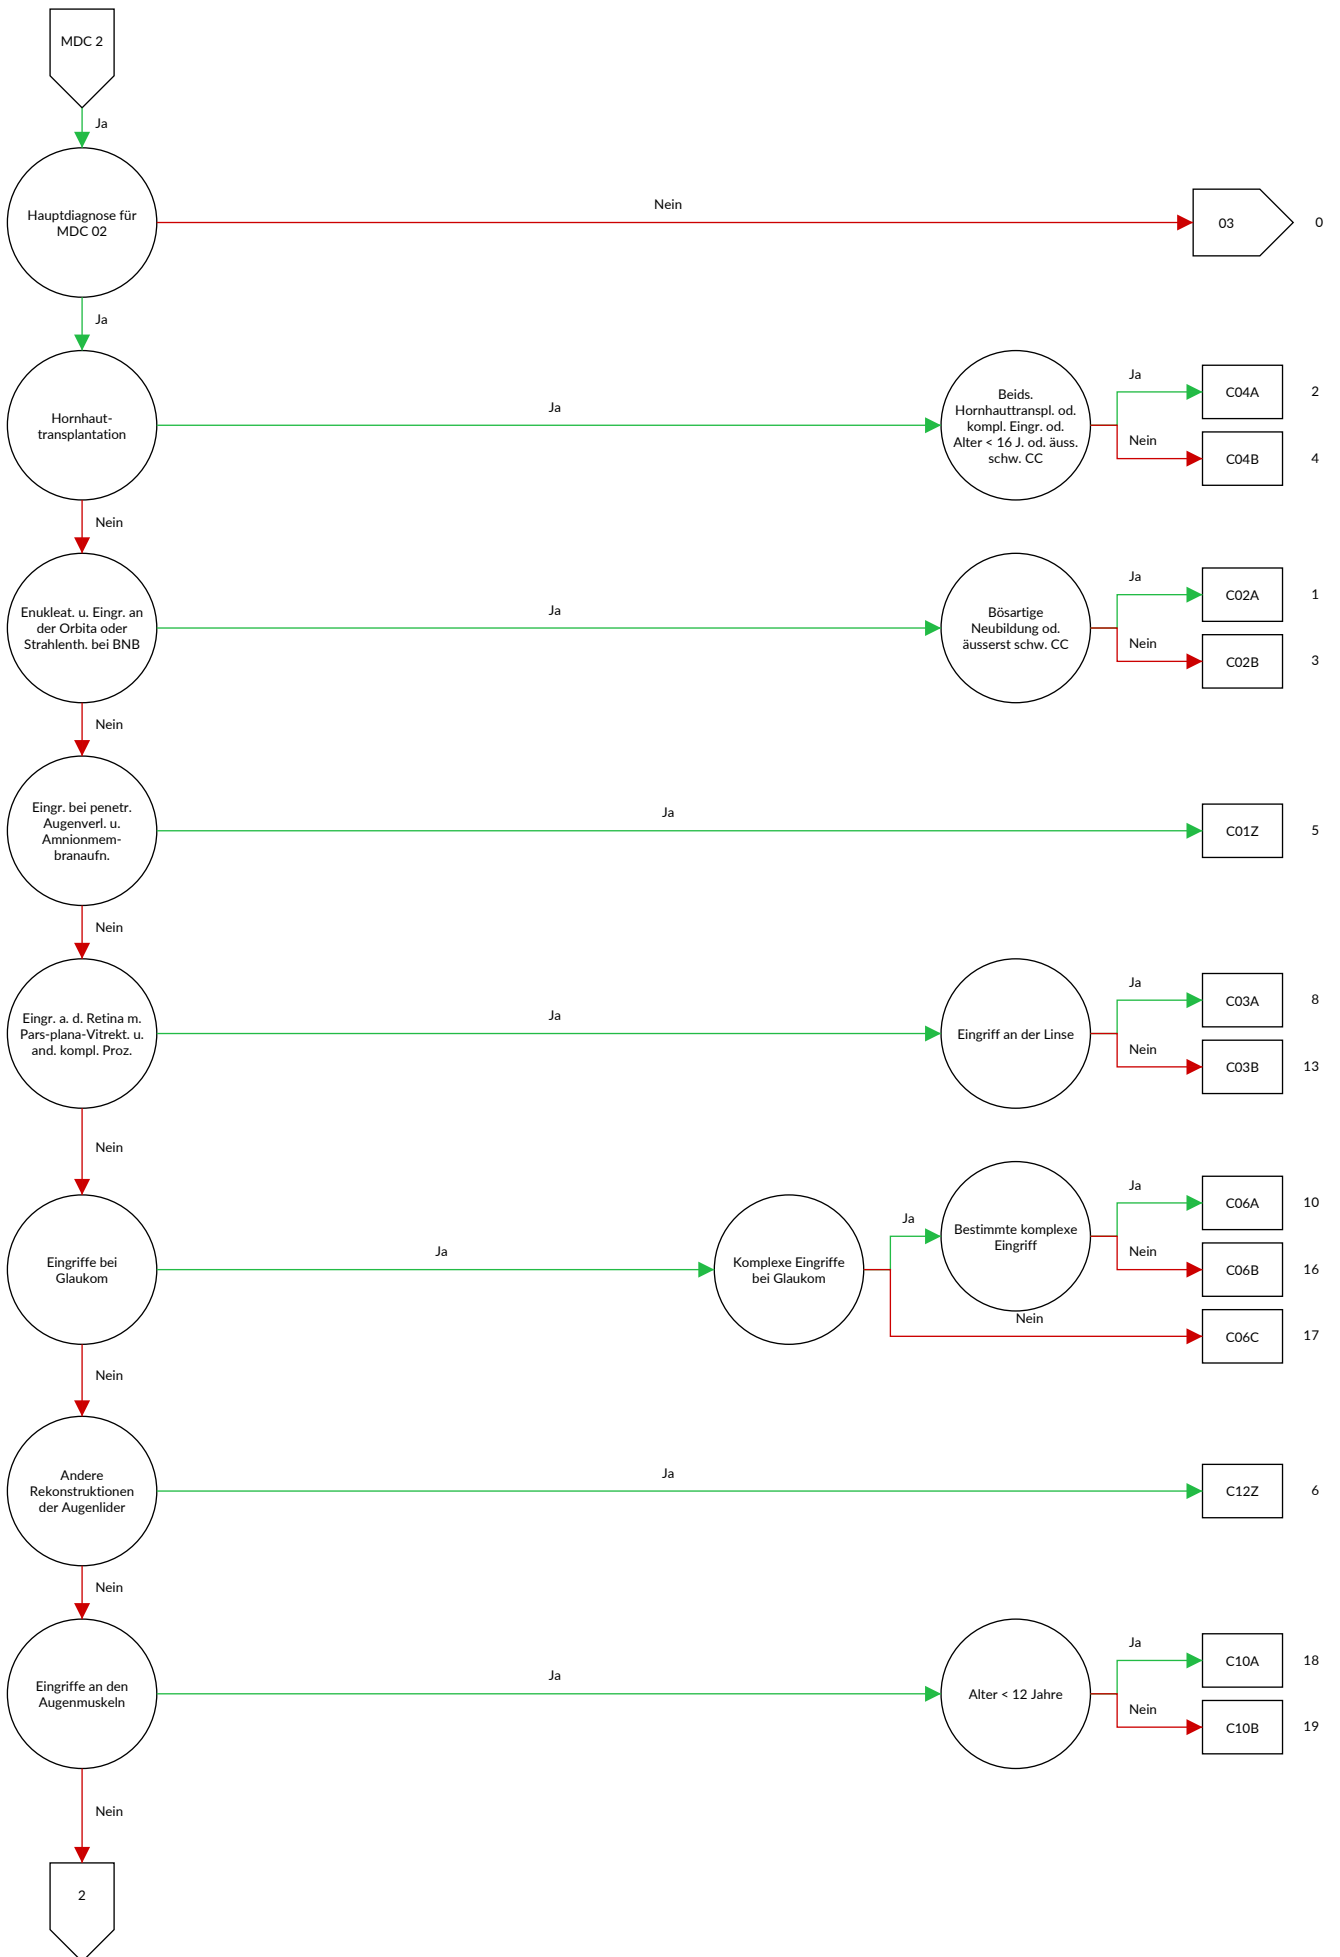 MDC 2
Ja
Hauptdiagnose für
MDC 02
Nein
03
0
Ja
Hornhaut-
transplantation
Ja
Beids.
Hornhauttranspl. od.
kompl. Eingr. od.
Alter < 16 J. od. äuss.
schw. CC
Ja
C04A
2
Nein
C04B
4
Nein
Enukleat. u. Eingr. an
der Orbita oder
Strahlenth. bei BNB
Ja
Bösartige
Neubildung od.
äusserst schw. CC
Ja
C02A
1
Nein
C02B
3
Nein
Eingr. bei penetr.
Augenverl. u.
Amnionmem-
branaufn.
Ja
C01Z
5
Nein
Eingr. a. d. Retina m.
Pars-plana-Vitrekt. u.
and. kompl. Proz.
Ja
Eingriff an der Linse
Ja
C03A
8
Nein
C03B
13
Nein
Eingriffe bei
Glaukom
Ja
Komplexe Eingriffe
bei Glaukom
Ja
Bestimmte komplexe
Eingriff
Ja
C06A
10
Nein
C06B
16
Nein
C06C
17
Nein
Andere
Rekonstruktionen
der Augenlider
Ja
C12Z
6
Nein
Eingriffe an den
Augenmuskeln
Ja
Alter < 12 Jahre
Ja
C10A
18
Nein
C10B
19
Nein
2